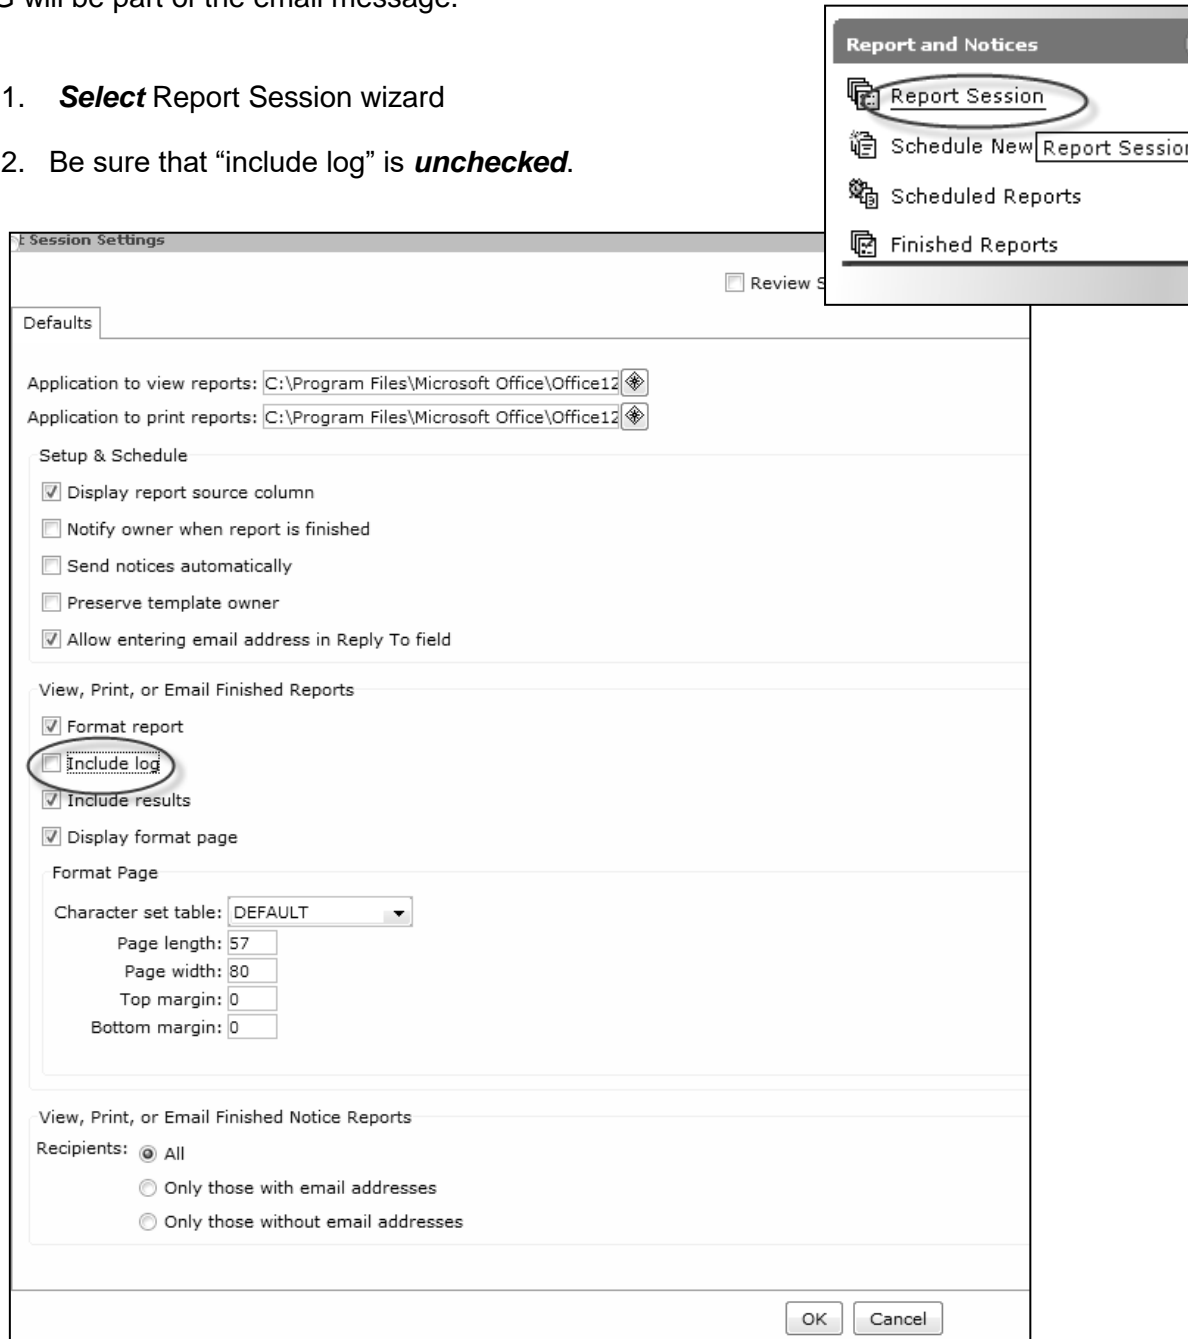 G will be part of the email message.
1. Select Report Session wizard
2. Be sure that “include log” is unchecked.
Report and Notices
Report Session
Schedule New Report Session
Scheduled Reports
Finished Reports
t Session Settings
Review S
Defaults
Application to view reports: C:\Program Files\Microsoft Office\Office12
Application to print reports: C:\Program Files\Microsoft Office\Office12
Setup & Schedule
Display report source column
Notify owner when report is finished
Send notices automatically
Preserve template owner
Allow entering email address in Reply To field
View, Print, or Email Finished Reports
Format report
Include log
Include results
Display format page
Format Page
Character set table: DEFAULT
Page length: 57
Page width: 80
Top margin: 0
Bottom margin: 0
View, Print, or Email Finished Notice Reports
Recipients: All
Only those with email addresses
Only those without email addresses
OK Cancel